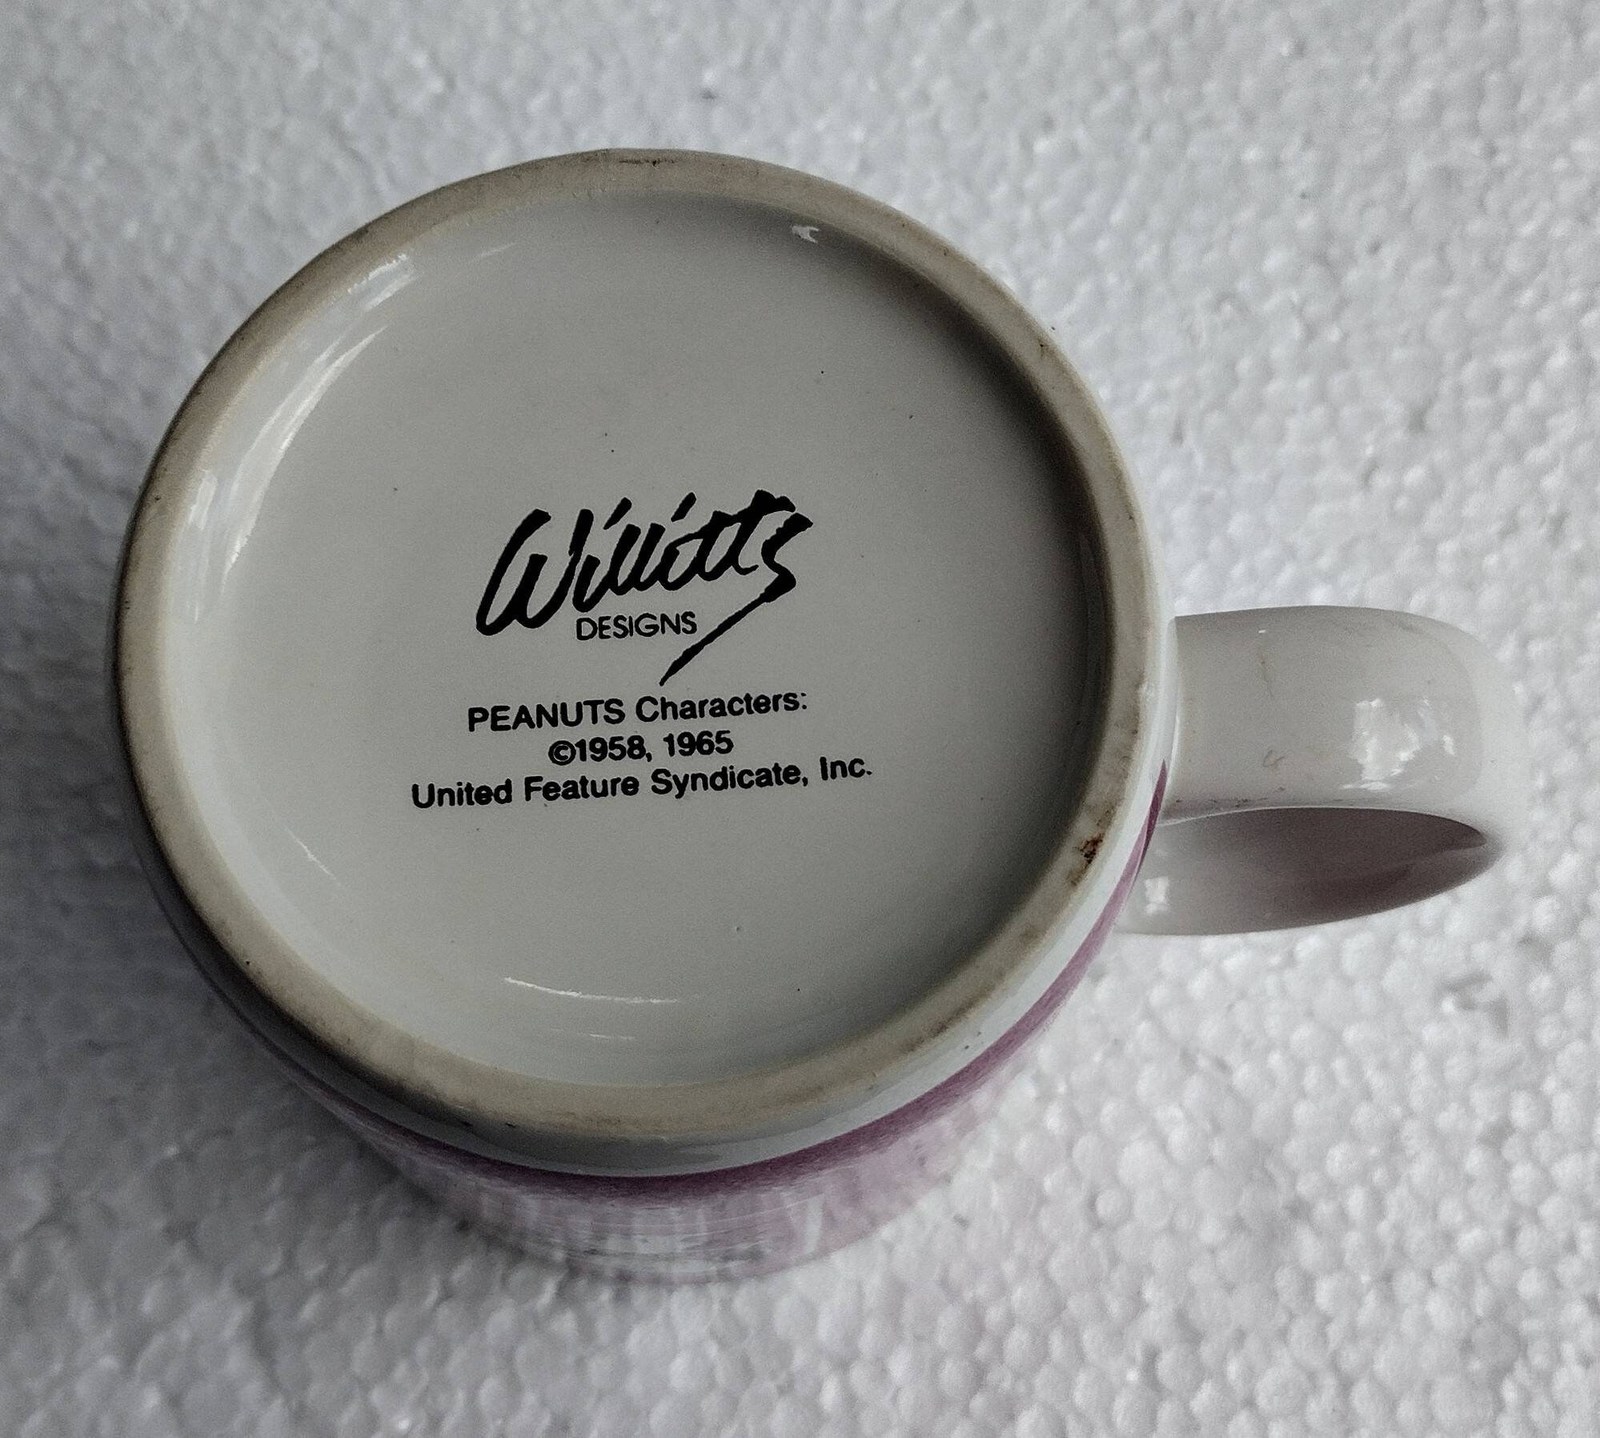 Willitts
DESIGNS
PEANUTS Characters:
©1958, 1965
United Feature Syndicate, Inc.